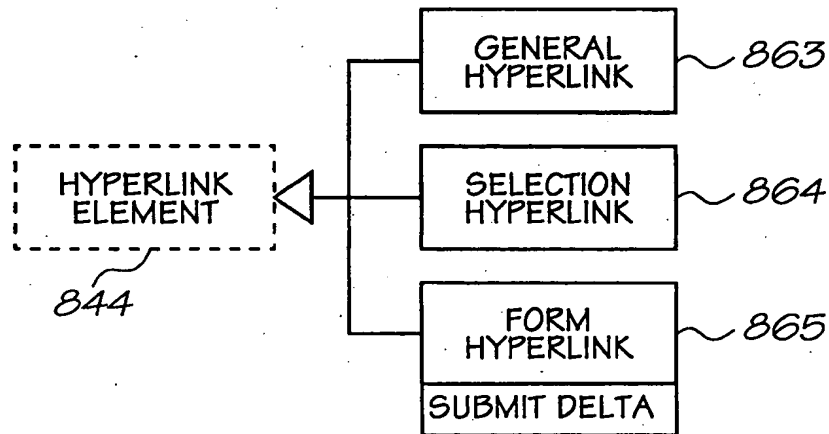 GENERAL
HYPERLINK
863
HYPERLINK
ELEMENT
844
SELECTION
HYPERLINK
864
FORM
HYPERLINK
865
SUBMIT DELTA